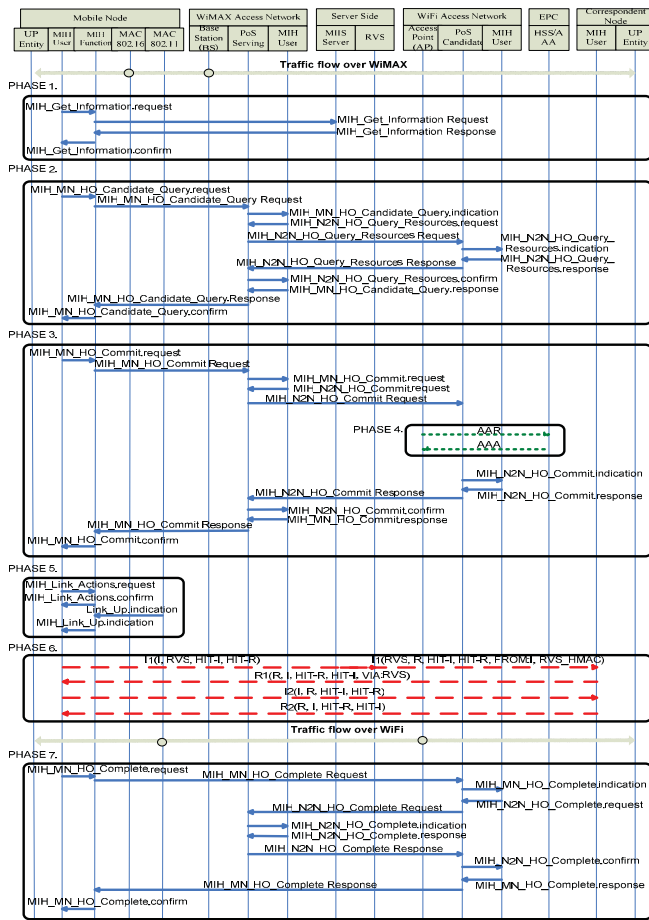 Mobile Node
WiMAX Access Network
Server Side
WiFi Access Network
EPC
Correspondent Node
UP Entity
MIH User
MIH Function
MAC 802.16
MAC 802.11
Base Station (BS)
PoS Serving
MIH User
MIIS Server
RVS
Access Point (AP)
PoS Candidate
MIH User
HSS/A AA
MIH User
UP Entity
Traffic flow over WiMAX
PHASE 1.
MIH_Get_Information.request
MIH_Get_Information Request
MIH_Get_Information Response
MIH_Get_Information.confirm
PHASE 2.
MIH_MN_HO_Candidate_Query.request
MIH_MN_HO_Candidate_Query Request
MIH_MN_HO_Candidate_Query.indication
MIH_N2N_HO_Query_Resources.request
MIH_N2N_HO_Query_Resources Request
MIH_N2N_HO_Query_
Resources.indication
MIH_N2N_HO_Query_Resources Response
MIH_N2N_HO_Query_
Resources.response
MIH_N2N_HO_Query_Resources.confirm
MIH_MN_HO_Candidate_Query.response
MIH_MN_HO_Candidate_Query.Response
MIH_MN_HO_Candidate_Query.confirm
PHASE 3.
MIH_MN_HO_Commit.request
MIH_MN_HO_Commit Request
MIH_MN_HO_Commit.request
MIH_N2N_HO_Commit.request
MIH_N2N_HO_Commit Request
PHASE 4.
AAR
AAA
MIH_N2N_HO_Commit.indication
MIH_N2N_HO_Commit Response
MIH_N2N_HO_Commit.response
MIH_N2N_HO_Commit.confirm
MIH_MN_HO_Commit.response
MIH_MN_HO_Commit Response
MIH_MN_HO_Commit.confirm
PHASE 5.
MIH_Link_Actions.request
MIH_Link_Actions.confirm
Link_Up.indication
MIH_Link_Up.indication
PHASE 6.
I1(I, RVS, HIT-I, HIT-R)
I1(RVS, R, HIT-I, HIT-R, FROM:I, RVS_HMAC)
R1(R, I, HIT-R, HIT-I, VIA:RVS)
I2(I, R, HIT-I, HIT-R)
R2(R, I, HIT-R, HIT-I)
Traffic flow over WiFi
PHASE 7.
MIH_MN_HO_Complete.request
MIH_MN_HO_Complete Request
MIH_MN_HO_Complete.indication
MIH_N2N_HO_Complete Request
MIH_N2N_HO_Complete.request
MIH_N2N_HO_Complete.indication
MIH_N2N_HO_Complete.response
MIH_N2N_HO_Complete Response
MIH_N2N_HO_Complete.confirm
MIH_MN_HO_Complete Response
MIH_MN_HO_Complete.response
MIH_MN_HO_Complete.confirm